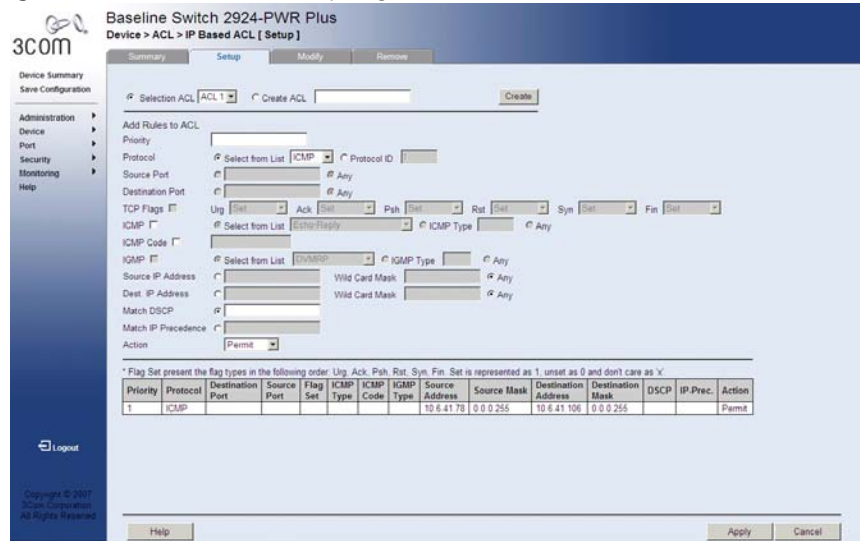 3COM
Baseline Switch 2924-PWR Plus
Device > ACL > IP Based ACL [ Setup ]
Summary Setup Modify Remove
Device Summary
Save Configuration
Administration
Device
Port
Security
Monitoring
Help
Selection ACL ACL 1 Create ACL Create
Add Rules to ACL
Priority
Protocol Select from List ICMP Protocol ID
Source Port Any
Destination Port Any
TCP Flags Urg Set Ack Set Psh Set Rst Set Syn Set Fin Set
ICMP Select from List Echo Reply ICMP Type Any
ICMP Code
IGMP Select from List DVMRP IGMP Type Any
Source IP Address Wild Card Mask Any
Dest. IP Address Wild Card Mask Any
Match DSCP
Match IP Precedence
Action Permit
* Flag Set present the flag types in the following order: Urg, Ack, Psh, Rst, Syn, Fin. Set is represented as 1, unset as 0 and don't care as 'x'.
Priority Protocol Destination Port Source Port Flag Set ICMP Type ICMP Code IGMP Type Source Address Source Mask Destination Address Destination Mask DSCP IP-Prec. Action
1 ICMP 10.6.41.78 0.0.0.255 10.6.41.106 0.0.0.255 Permit
Logout
Copyright © 2007
3Com Corporation
All Rights Reserved
Help Apply Cancel